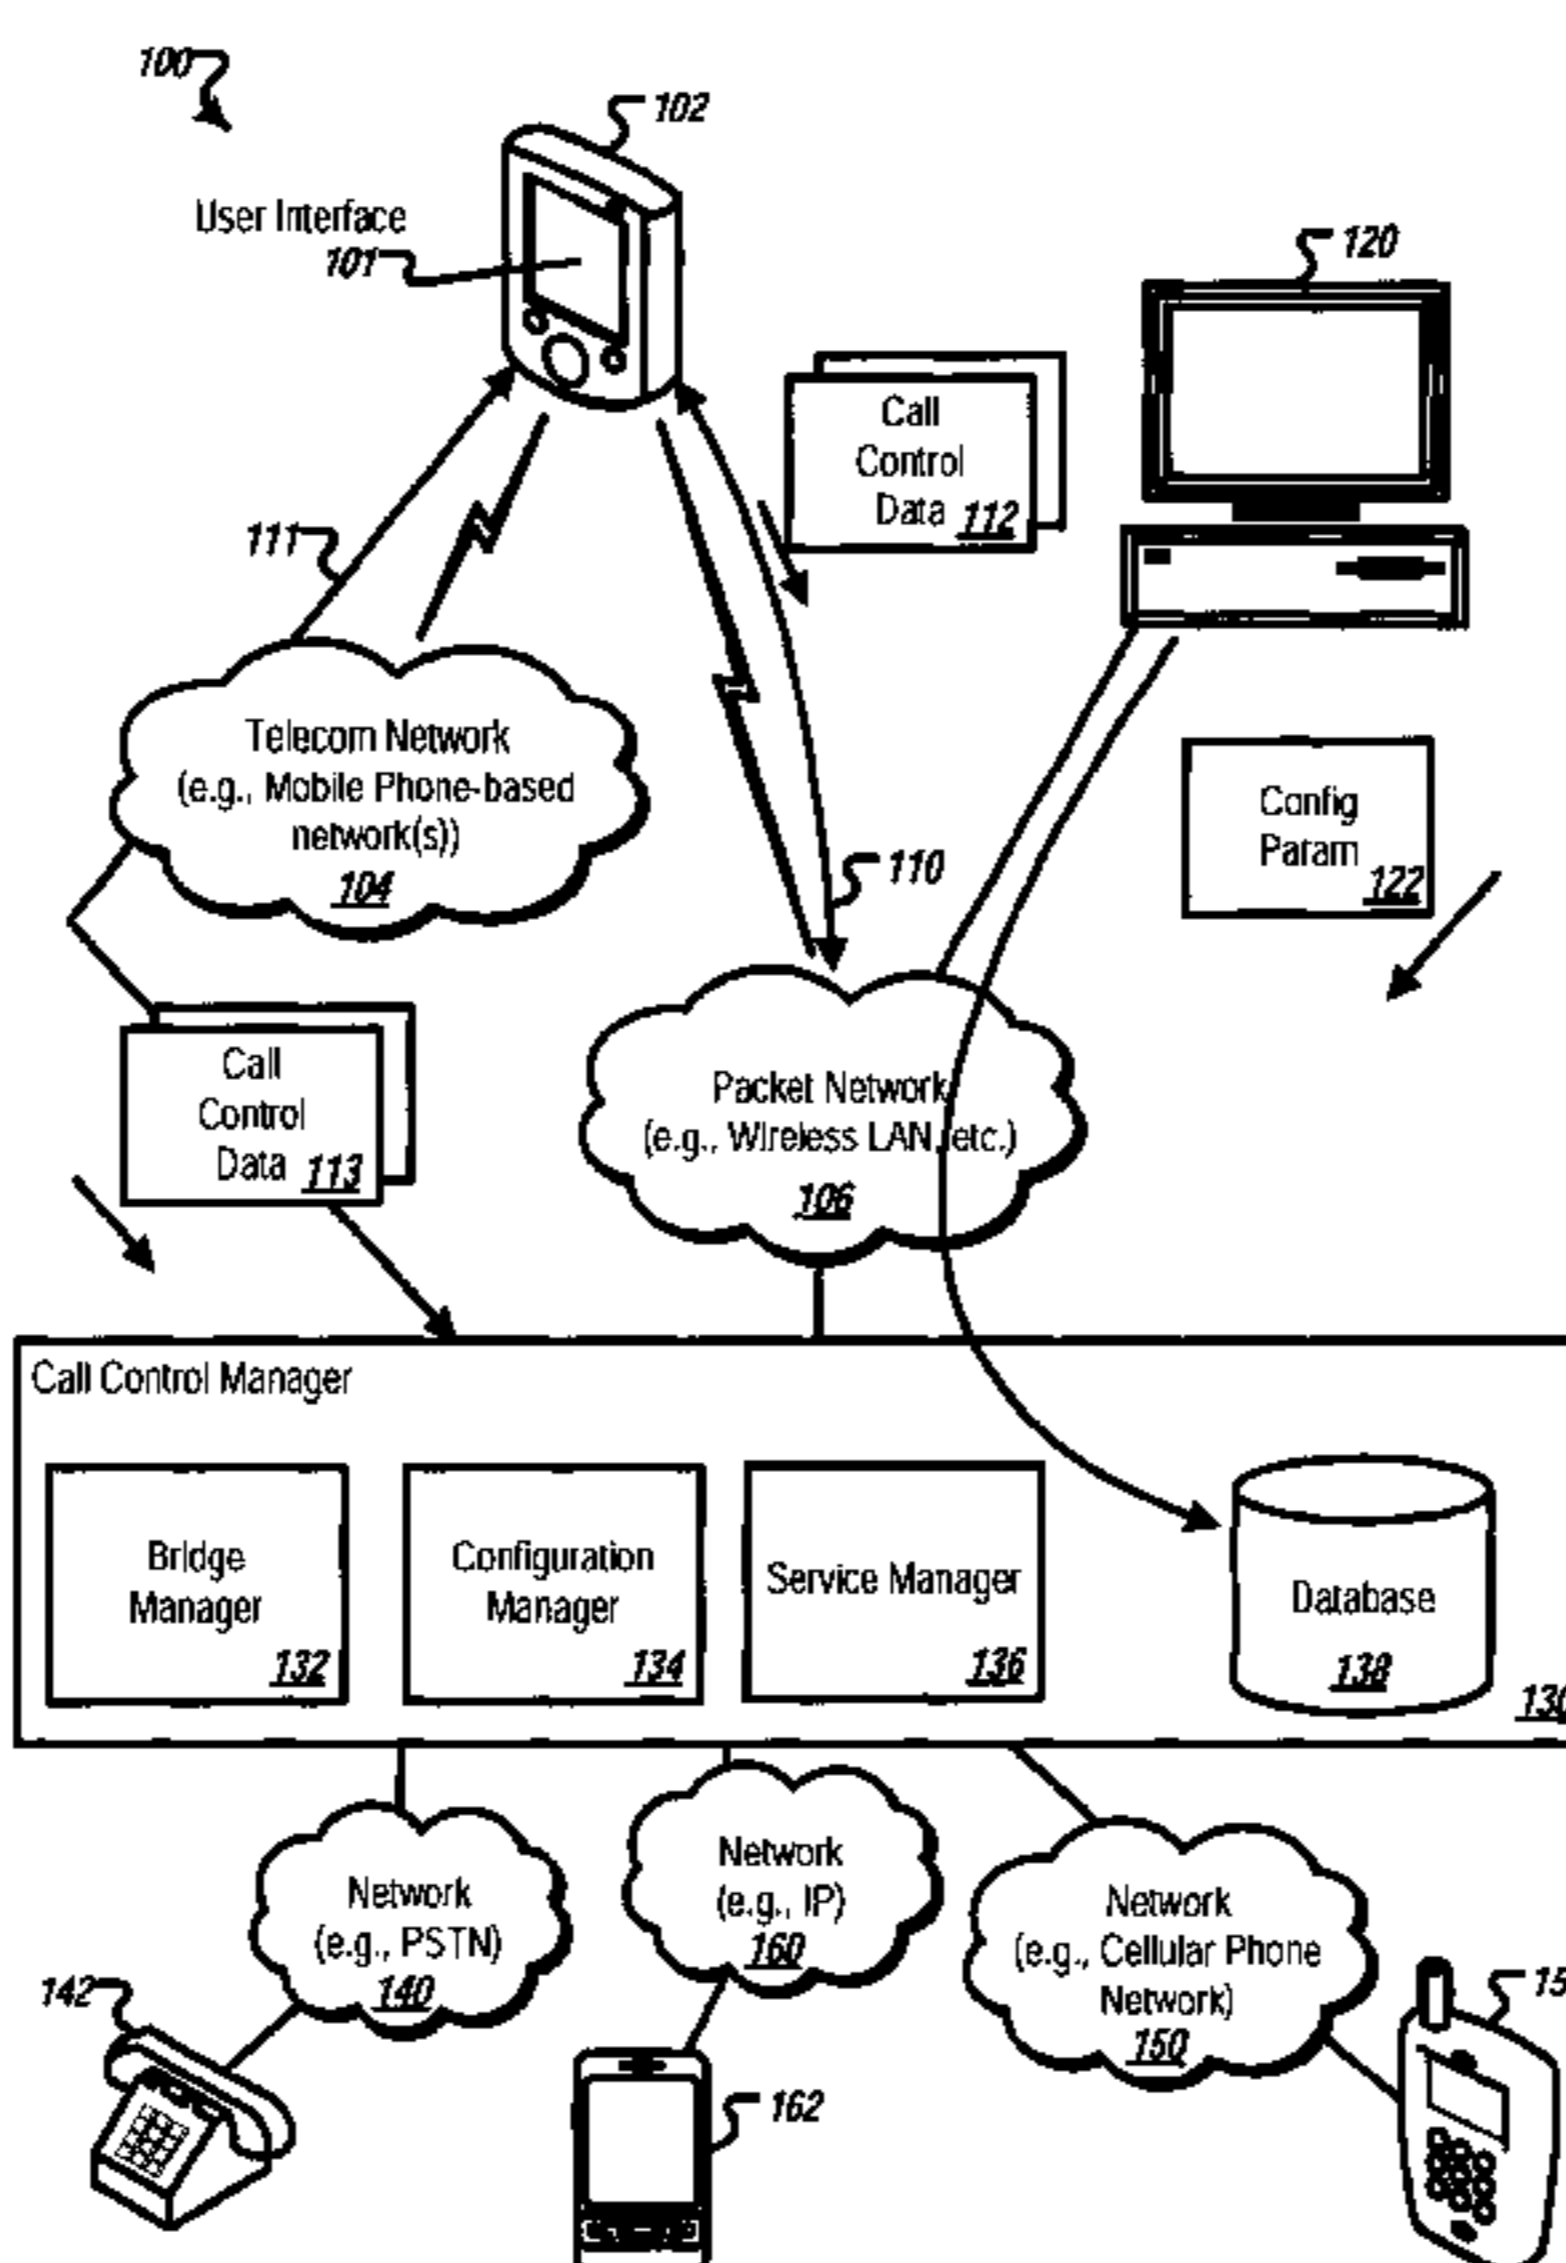 100
102
User Interface
101
120
Call
Control
Data 112
111
Telecom Network
(e.g., Mobile Phone-based
network(s))
104
Config
Param
122
110
Call
Control
Data 113
Packet Network
(e.g., Wireless LAN, etc.)
106
Call Control Manager
Bridge
Manager
132
Configuration
Manager
134
Service Manager
136
Database
138
130
Network
(e.g., PSTN)
140
Network
(e.g., IP)
160
Network
(e.g., Cellular Phone
Network)
150
142
162